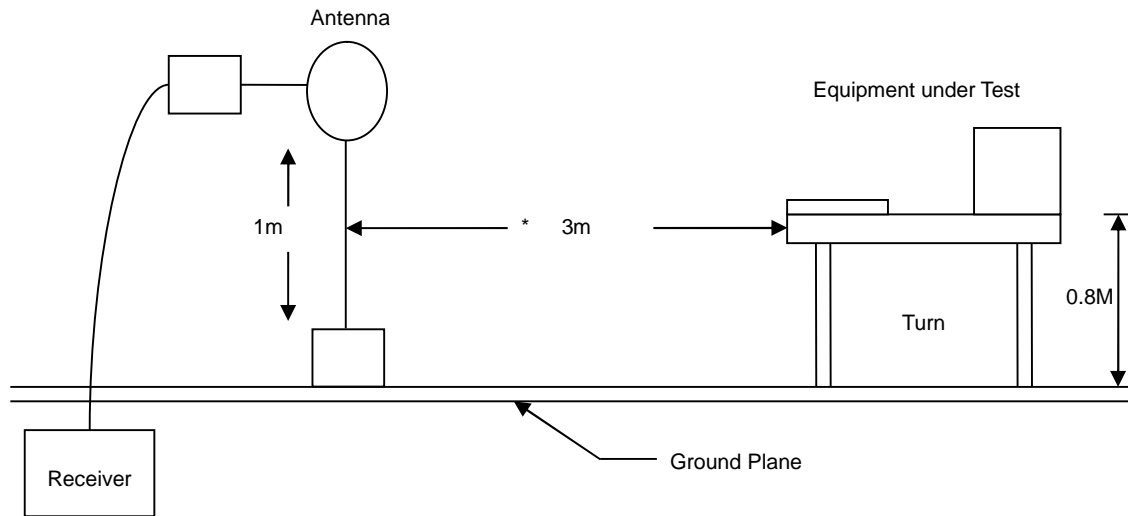 Antenna
Equipment under Test
1m
* 3m
0.8M
Turn
Ground Plane
Receiver